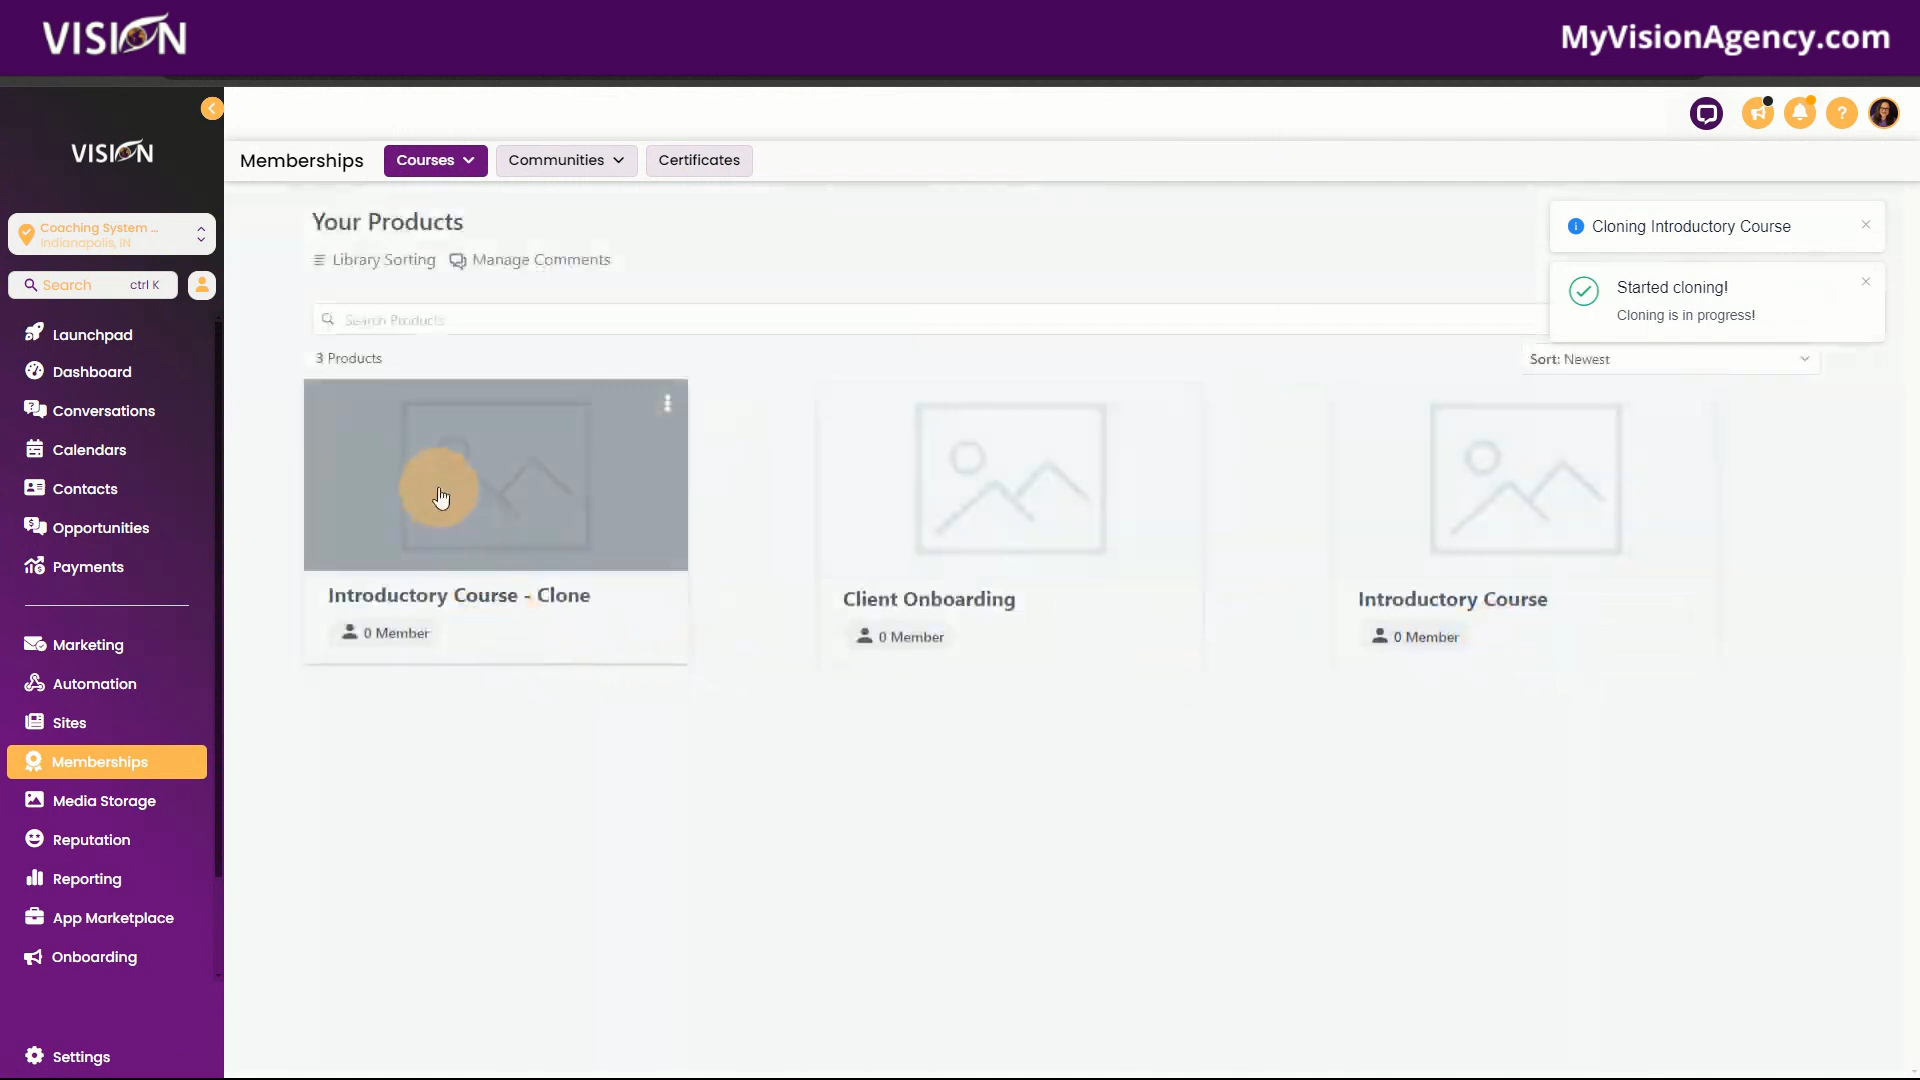 VISION
MyVisionAgency.com
VISION
Coaching System ...
Indianapolis, IN
Search ctrl K
Launchpad
Dashboard
Conversations
Calendars
Contacts
Opportunities
Payments
Marketing
Automation
Sites
Memberships
Media Storage
Reputation
Reporting
App Marketplace
Onboarding
Settings
Memberships Courses Communities Certificates
Your Products
Library Sorting Manage Comments
Search Products
3 Products
Sort: Newest
Cloning Introductory Course
Started cloning!
Cloning is in progress!
Introductory Course - Clone
0 Member
Client Onboarding
0 Member
Introductory Course
0 Member